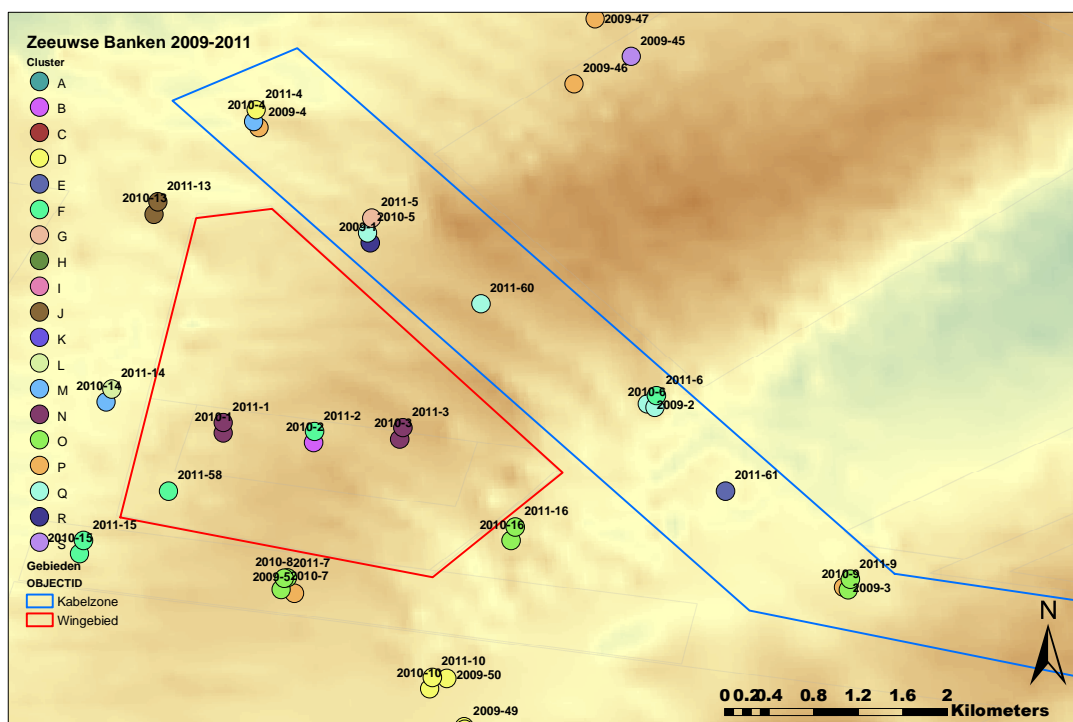 Zeeuwse Banken 2009-2011
Cluster
A
B
C
D
E
F
G
H
I
J
K
L
M
N
O
P
Q
R
S
Gebieden
OBJECTID
Kabelzone
Wingebied
2009-47
2009-45
2009-46
2011-4
2010-4
2009-4
2011-13
2010-13
2011-5
2010-5
2009-1
2011-60
2011-14
2010-14
2011-6
2010-6
2009-2
2011-1
2010-1
2011-2
2010-2
2011-3
2010-3
2011-58
2011-61
2011-16
2010-16
2011-15
2010-15
2010-8
2011-7
2009-5
2010-7
2011-9
2010-9
2009-3
2011-10
2010-10
2009-50
2009-49
N
0 0.2 0.4 0.8 1.2 1.6 2
Kilometers